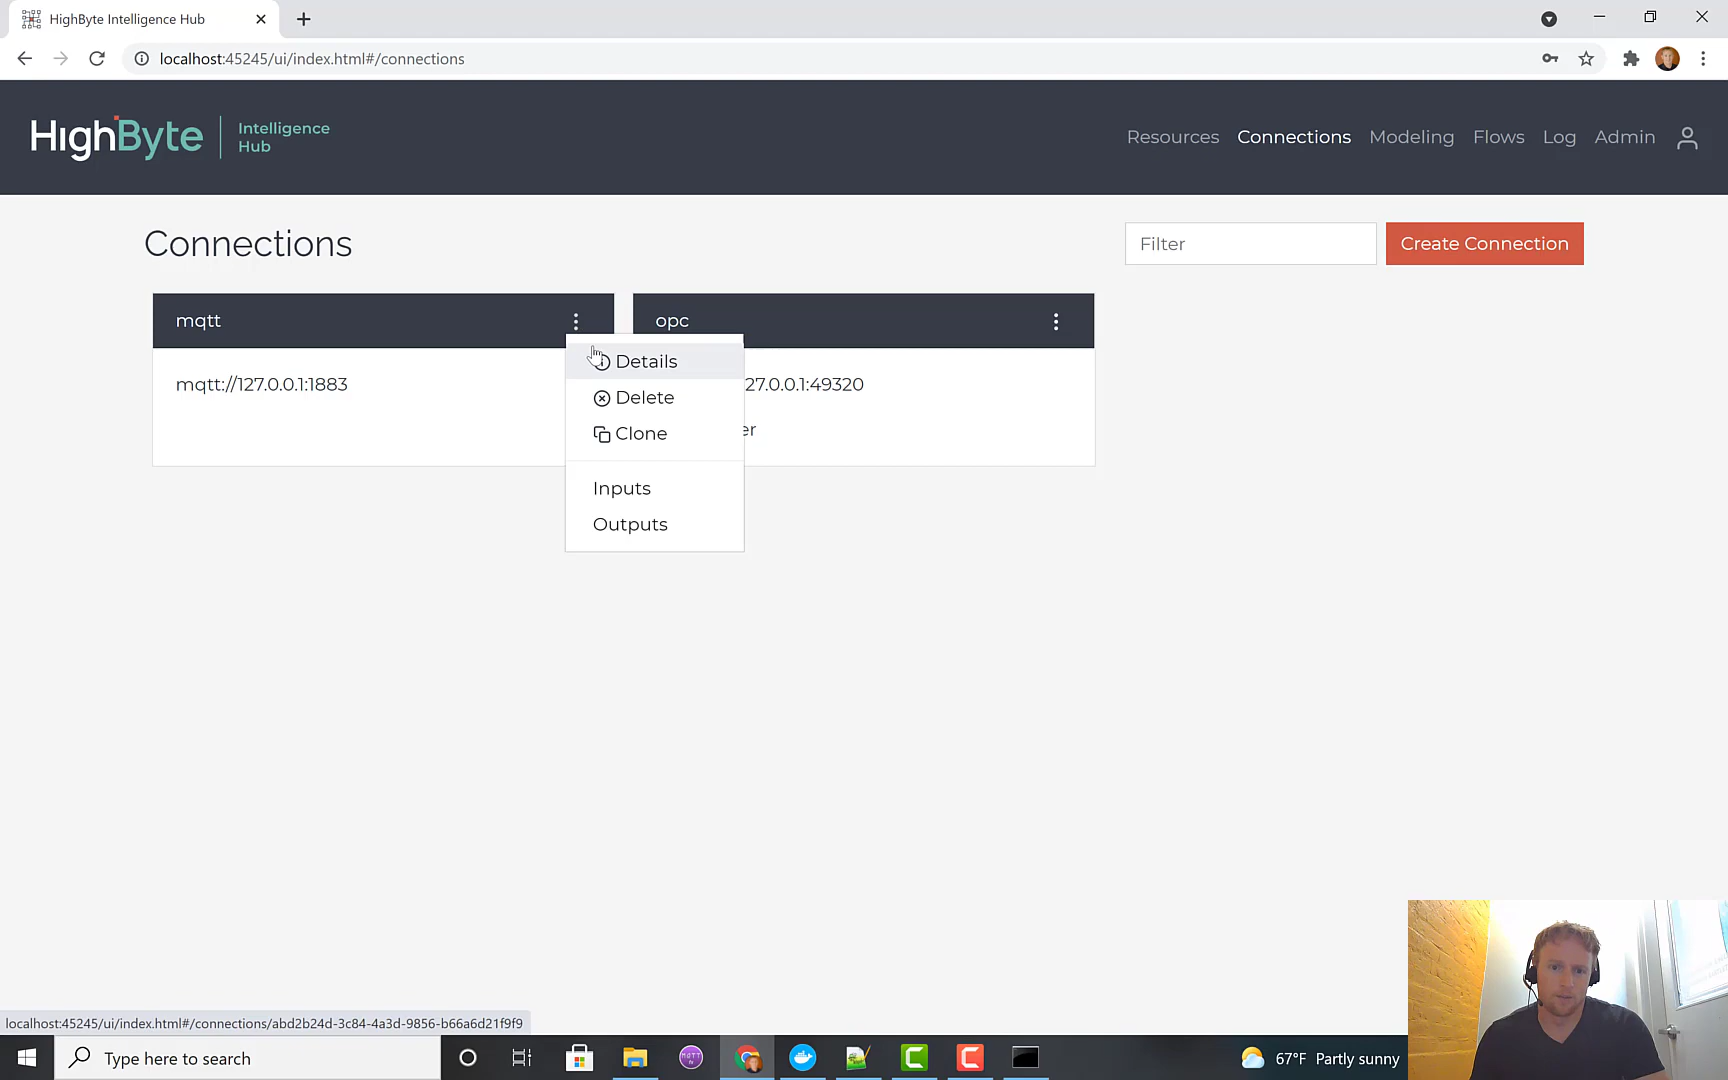 HighByte Intelligence Hub
localhost:45245/ui/index.html#/connections
HighByte
Intelligence
Hub
Resources
Connections
Modeling
Flows
Log
Admin
Connections
Filter
Create Connection
mqtt
opc
mqtt://127.0.0.1:1883
Details
27.0.0.1:49320
Delete
er
Clone
Inputs
Outputs
localhost:45245/ui/index.html#/connections/abd2b24d-3c84-4a3d-9856-b66a6d21f9f9
Type here to search
MQTT
67°F Partly sunny